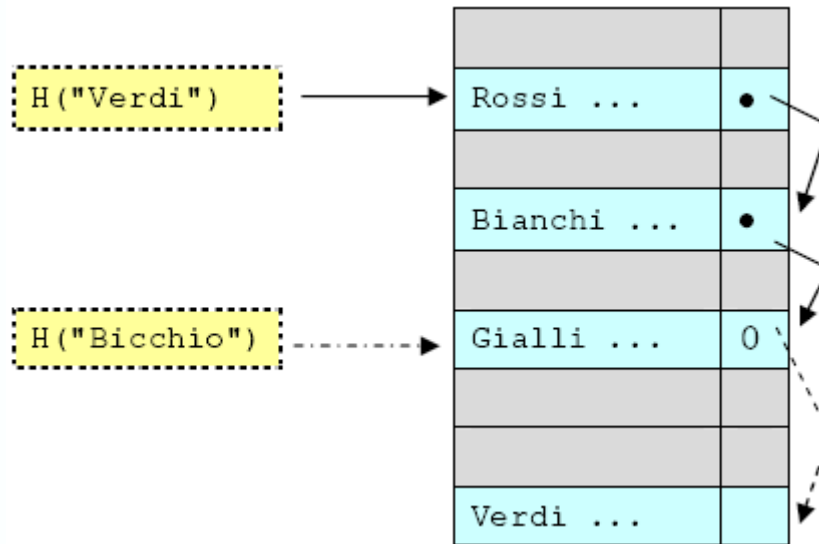 H("Verdi")
Rossi ...
Bianchi ...
H("Bicchio")
Gialli ... 0
Verdi ...